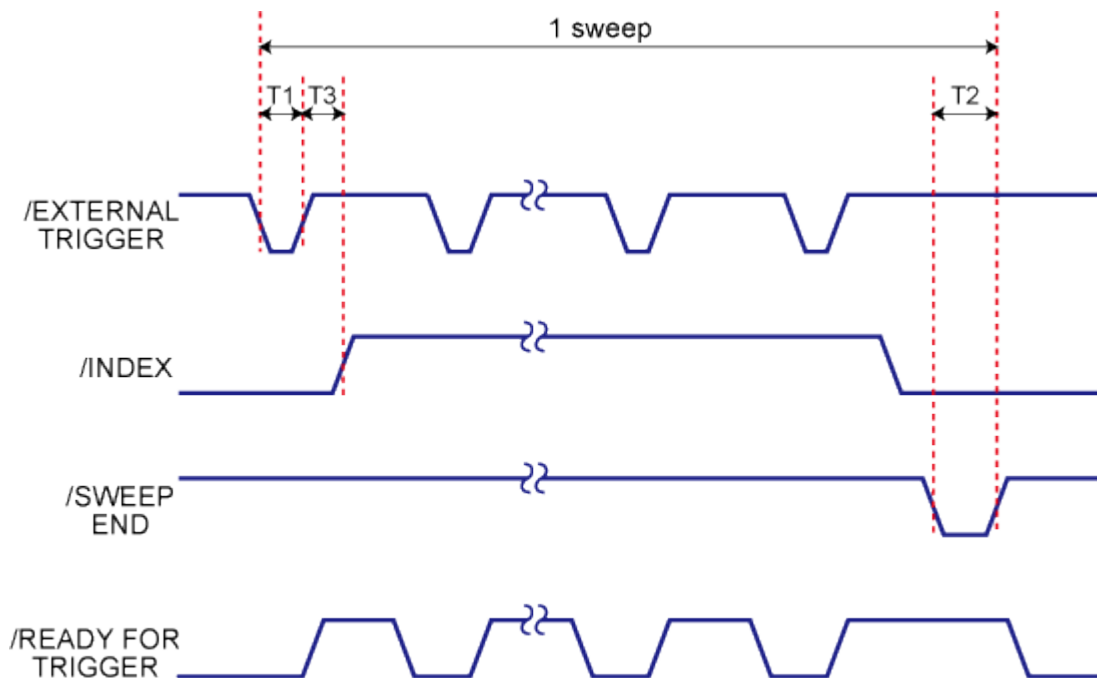 1 sweep
T1
T3
T2
/EXTERNAL
TRIGGER
/INDEX
/SWEEP
END
/READY FOR
TRIGGER